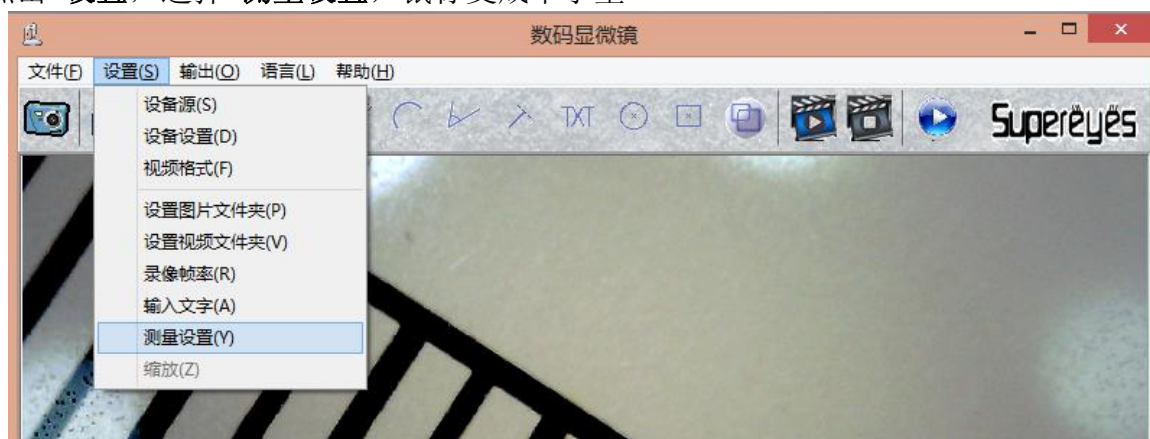 数码显微镜
文件(F) 设置(S) 输出(O) 语言(L) 帮助(H)
TXT
Supereyes
设备源(S)
设备设置(D)
视频格式(F)
设置图片文件夹(P)
设置视频文件夹(V)
录像帧率(R)
输入文字(A)
测量设置(Y)
缩放(Z)